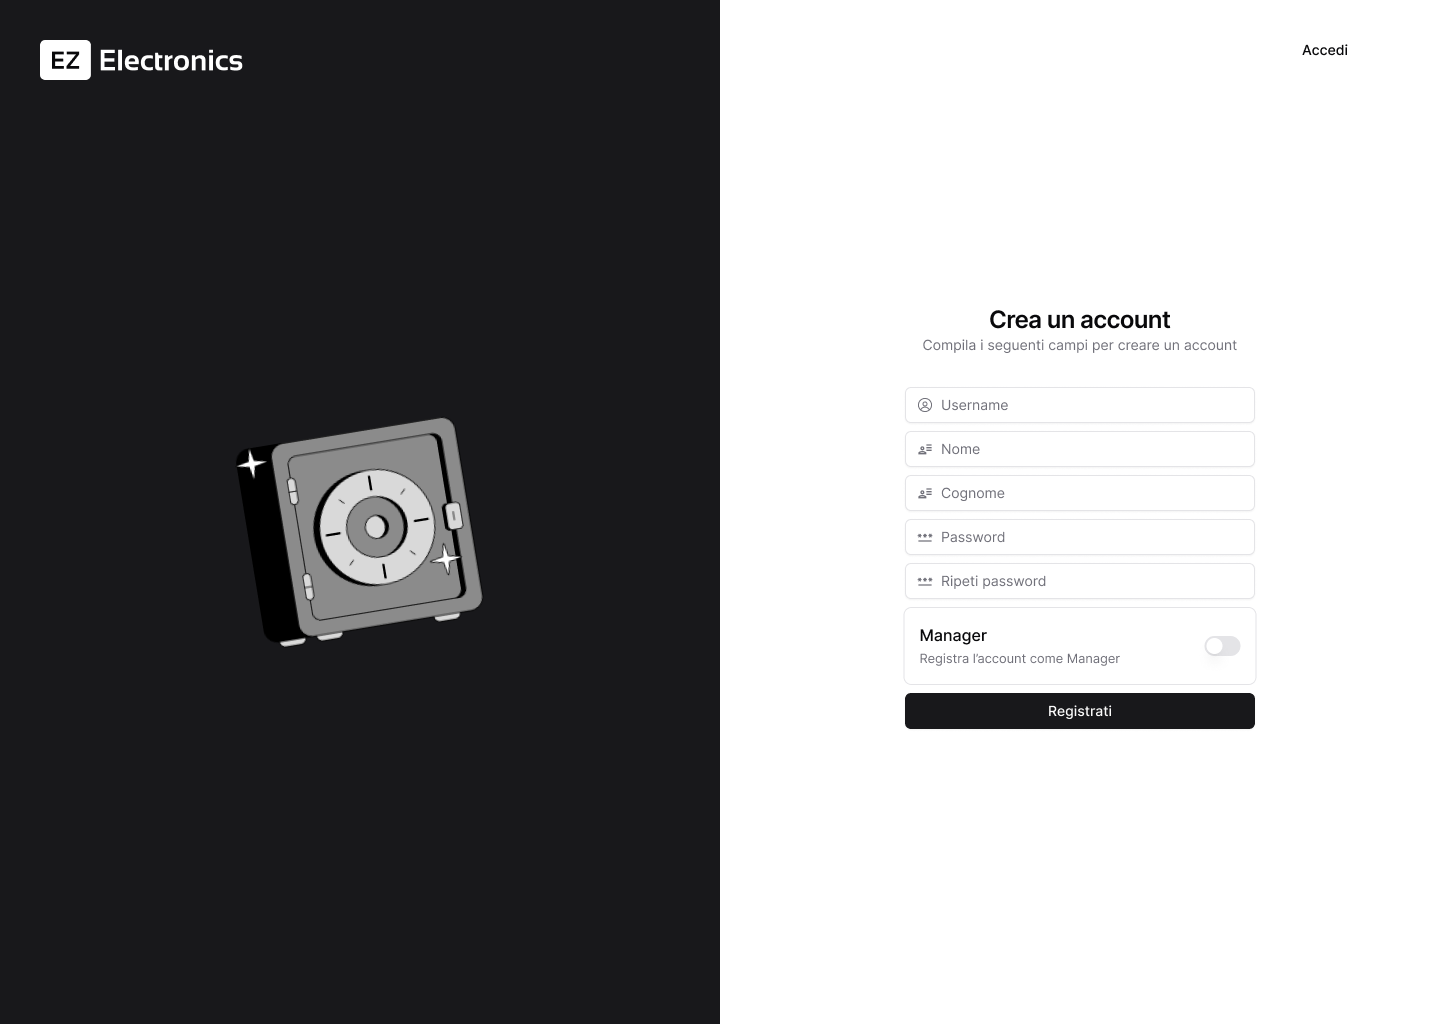 EZ Electronics
Accedi
Crea un account
Compila i seguenti campi per creare un account
Username
Nome
Cognome
Password
Ripeti password
Manager
Registra l'account come Manager
Registrati